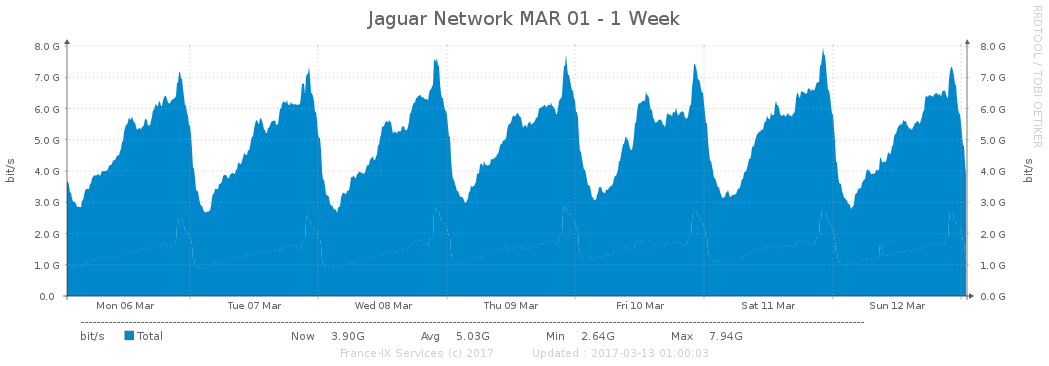 Jaguar Network MAR 01 - 1 Week
RRDTOOL / TOBI OETIKER
bit/s
8.0 G 8.0 G
7.0 G 7.0 G
6.0 G 6.0 G
5.0 G 5.0 G
4.0 G 4.0 G
3.0 G 3.0 G
2.0 G 2.0 G
1.0 G 1.0 G
0.0 0.0 G
bit/s
Mon 06 Mar Tue 07 Mar Wed 08 Mar Thu 09 Mar Fri 10 Mar Sat 11 Mar Sun 12 Mar
bit/s Total Now 3.90G Avg 5.03G Min 2.64G Max 7.94G
France-IX Services (c) 2017 Updated : 2017-03-13 01:00:03